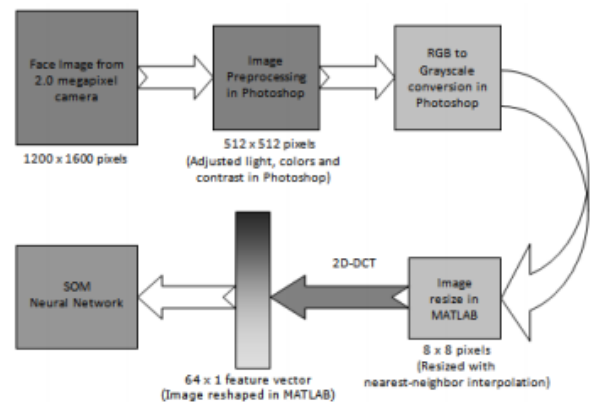 Face Image from
2.0 megapixel
camera
1200 x 1600 pixels
Image
Preprocessing
in Photoshop
512 x 512 pixels
(Adjusted light, colors and
contrast in Photoshop)
RGB to
Grayscale
conversion in
Photoshop
Image
resize in
MATLAB
8 x 8 pixels
(Resized with
nearest-neighbor interpolation)
2D-DCT
64 x 1 feature vector
(Image reshaped in MATLAB)
SOM
Neural Network